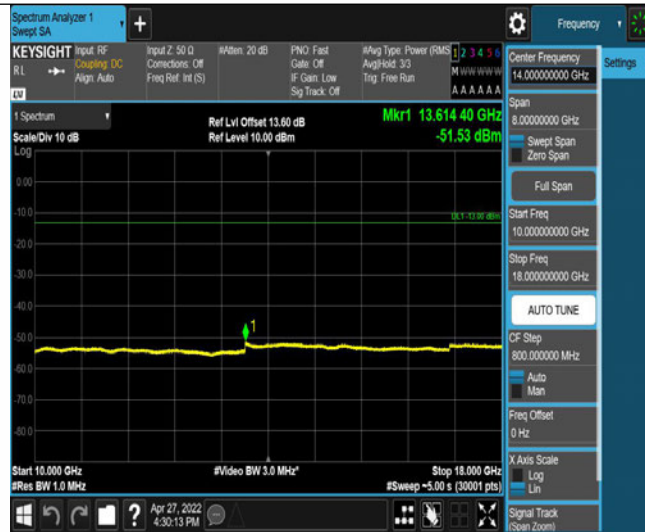 Spectrum Analyzer 1
Swept SA
Frequency
KEYSIGHT
RL
Input: RF
Coupling: DC
Align: Auto
Input Z: 50 Ω
Corrections: Off
Freq Ref: Int (S)
#Atten: 20 dB
PNO: Fast
Gate: Off
IF Gain: Low
Sig Track: Off
#Avg Type: Power (RMS
Avg|Hold: 3/3
Trig: Free Run
1 2 3 4 5 6
M W W W W W
A A A A A A
LNI
1 Spectrum
Scale/Div 10 dB
Log
Ref Lvl Offset 13.60 dB
Ref Level 10.00 dBm
Mkr1 13.614 40 GHz
-51.53 dBm
0.00
-10.0
DL1 -13.00 dBm
-20.0
-30.0
-40.0
1
-50.0
-60.0
-70.0
-80.0
Start 10.000 GHz
#Res BW 1.0 MHz
#Video BW 3.0 MHz*
Stop 18.000 GHz
#Sweep ~5.00 s (30001 pts)
Center Frequency
14.000000000 GHz
Settings
Span
8.00000000 GHz
Swept Span
Zero Span
Full Span
Start Freq
10.000000000 GHz
Stop Freq
18.000000000 GHz
AUTO TUNE
CF Step
800.000000 MHz
Auto
Man
Freq Offset
0 Hz
X Axis Scale
Log
Lin
Signal Track
(Span Zoom)
?
Apr 27, 2022
4:30:13 PM